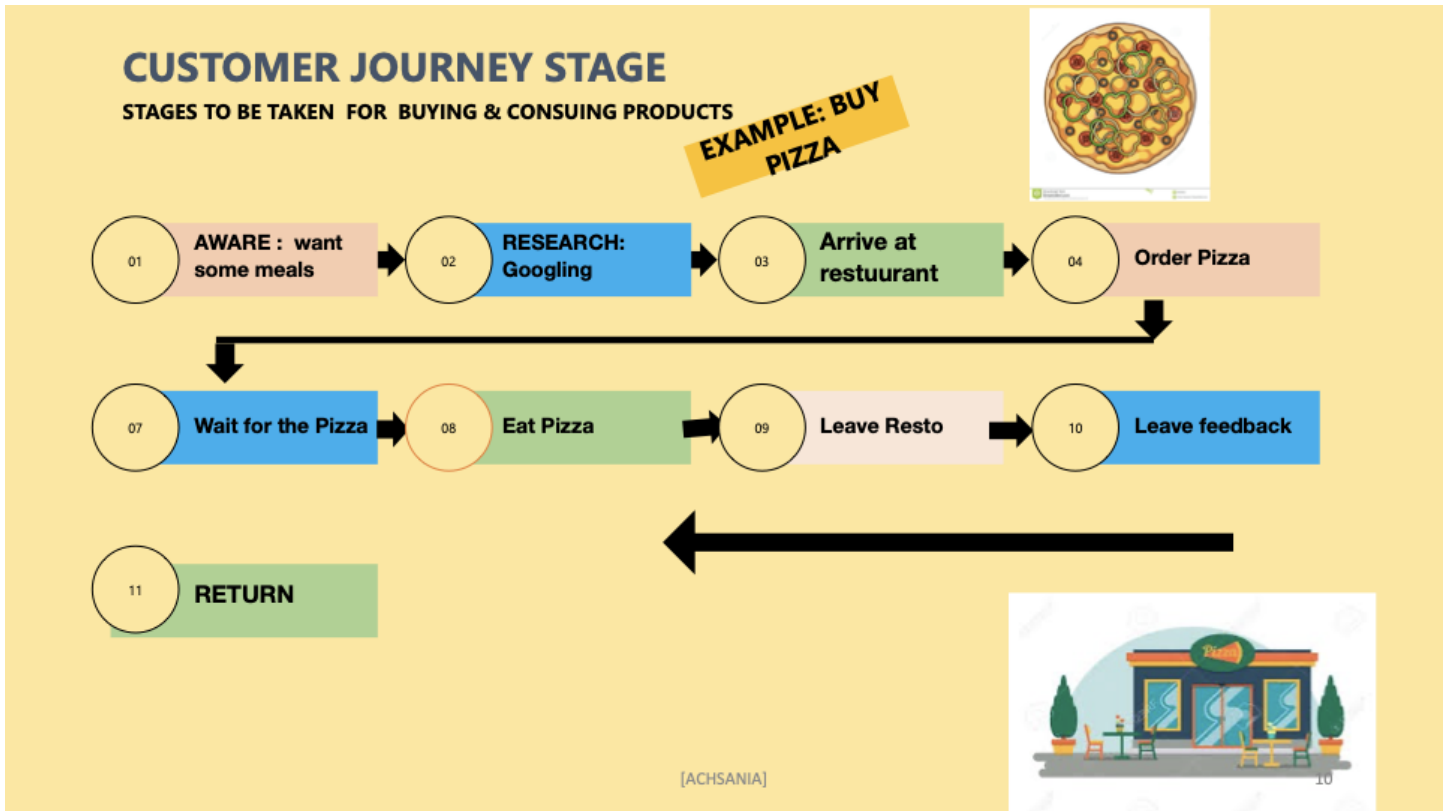 CUSTOMER JOURNEY STAGE
STAGES TO BE TAKEN FOR BUYING & CONSUING PRODUCTS
EXAMPLE: BUY
PIZZA
01
AWARE : want
some meals
02
RESEARCH:
Googling
03
Arrive at
restuurant
04
Order Pizza
07
Wait for the Pizza
08
Eat Pizza
09
Leave Resto
10
Leave feedback
11
RETURN
Pizza
[ACHSANIA]
10